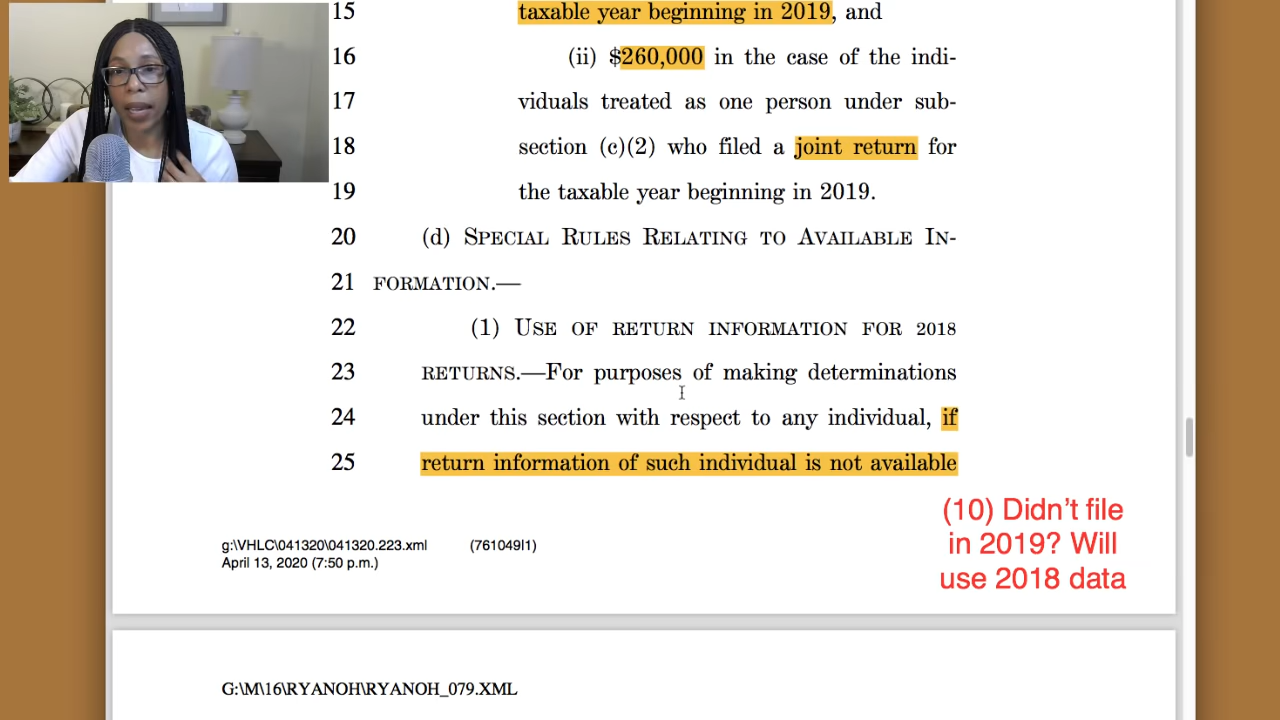 15 taxable year beginning in 2019, and
16 (ii) $260,000 in the case of the indi-
17 viduals treated as one person under sub-
18 section (c)(2) who filed a joint return for
19 the taxable year beginning in 2019.
20 (d) SPECIAL RULES RELATING TO AVAILABLE IN-
21 FORMATION.—
22 (1) USE OF RETURN INFORMATION FOR 2018
23 RETURNS.—For purposes of making determinations
24 under this section with respect to any individual, if
25 return information of such individual is not available
(10) Didn't file
in 2019? Will
use 2018 data
g:\VHLC\041320\041320.223.xml (761049|1)
April 13, 2020 (7:50 p.m.)
G:\M\16\RYANOH\RYANOH_079.XML